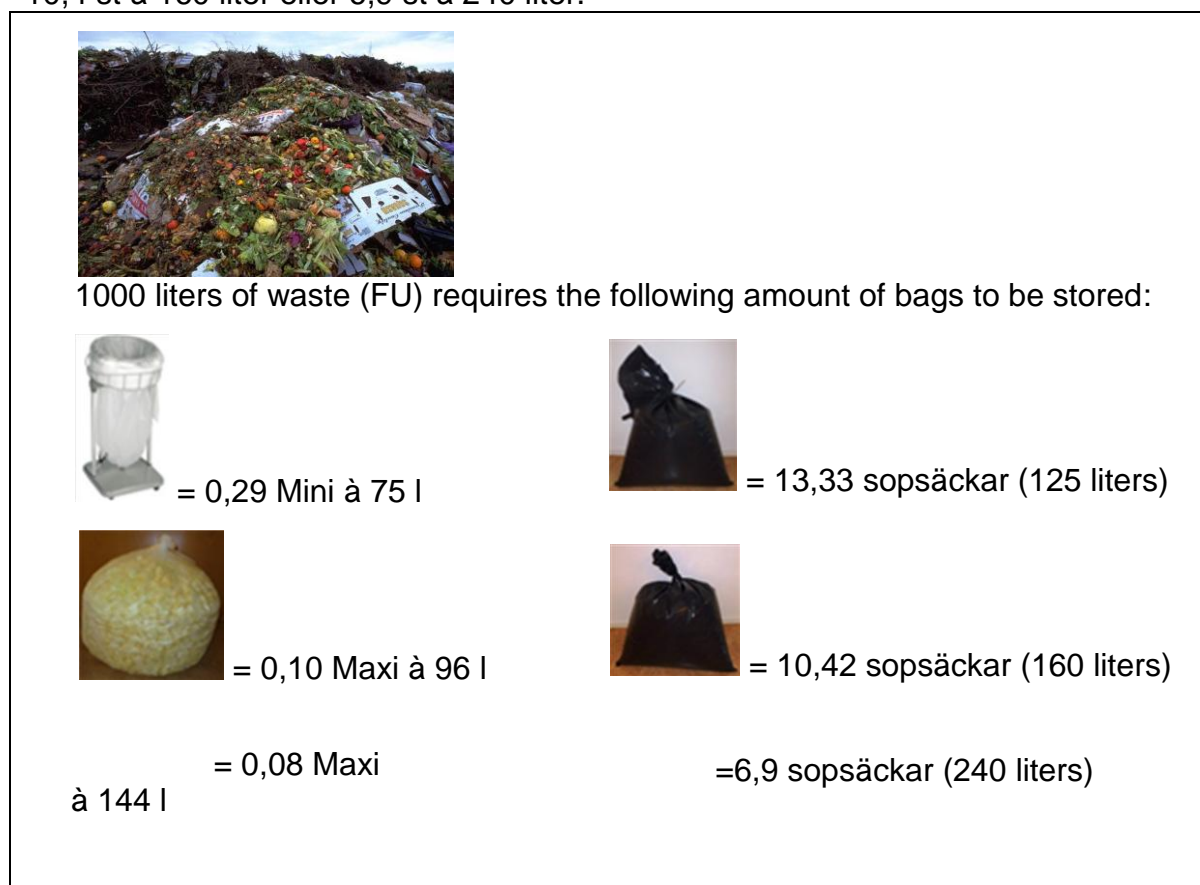 1000 liters of waste (FU) requires the following amount of bags to be stored:
= 0,29 Mini à 75 l
= 13,33 sopsäckar (125 liters)
= 0,10 Maxi à 96 l
= 10,42 sopsäckar (160 liters)
= 0,08 Maxi
à 144 l
=6,9 sopsäckar (240 liters)